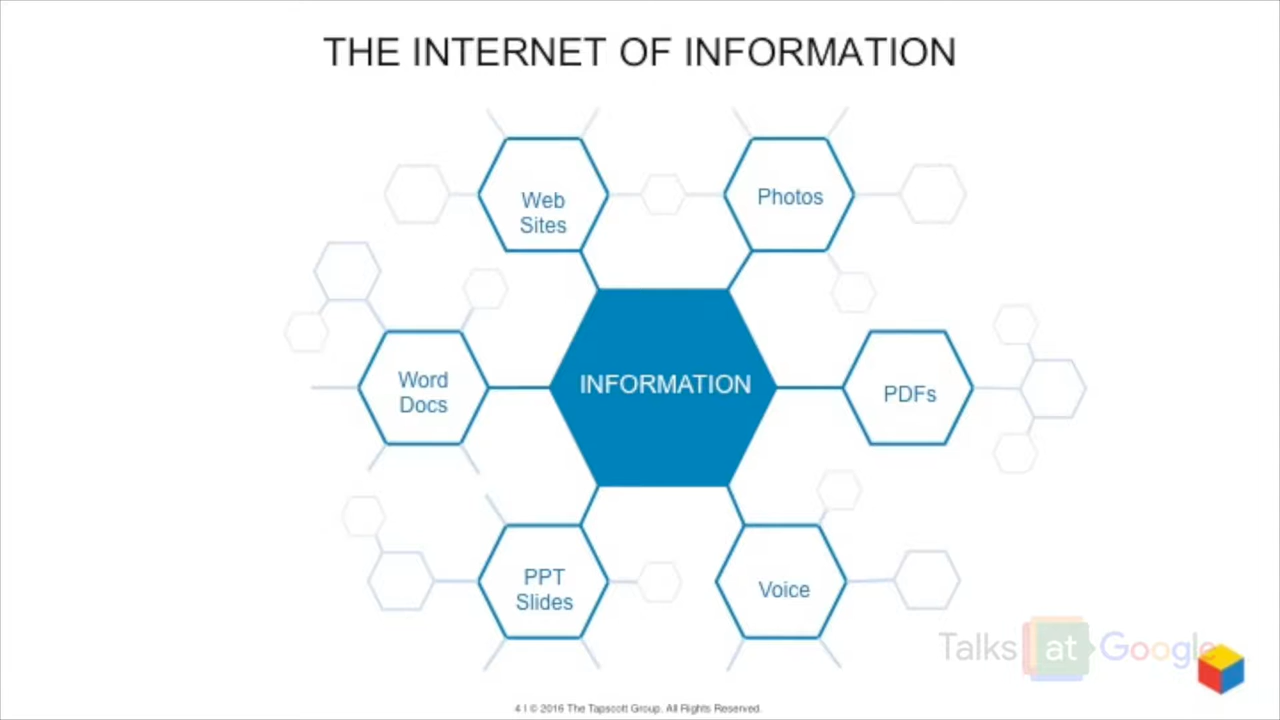 THE INTERNET OF INFORMATION
Web
Sites
Photos
Word
Docs
INFORMATION
PDFs
PPT
Slides
Voice
Talks at Google
4 | © 2016 The Tapscott Group. All Rights Reserved.